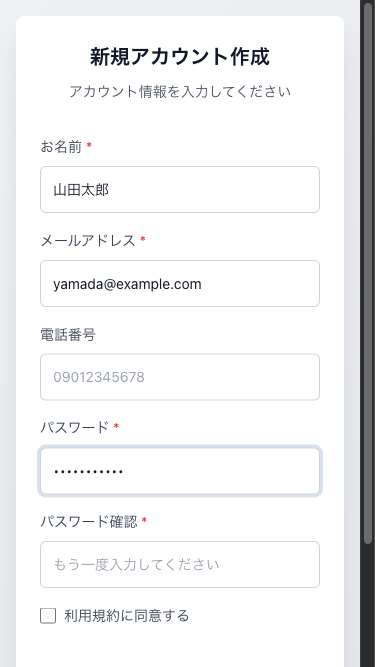 新規アカウント作成
アカウント情報を入力してください
お名前 *
山田太郎
メールアドレス *
yamada@example.com
電話番号
09012345678
パスワード *
•••••••••••
パスワード確認 *
もう一度入力してください
利用規約に同意する